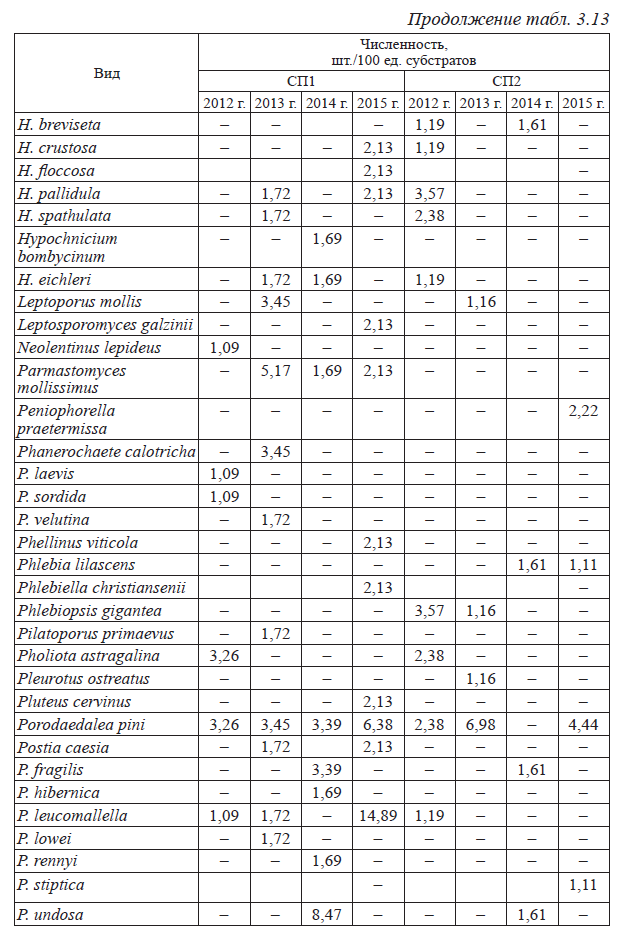 Продолжение табл. 3.13
Вид
Численность,
шт./100 ед. субстратов
СП1 СП2
2012 г. 2013 г. 2014 г. 2015 г. 2012 г. 2013 г. 2014 г. 2015 г.
H. breviseta – – – 1,19 – 1,61 –
H. crustosa – – – 2,13 1,19 – – –
H. floccosa 2,13 –
H. pallidula – 1,72 – 2,13 3,57 – – –
H. spathulata – 1,72 – – 2,38 – – –
Hypochnicium
bombycinum – – 1,69 – – – – –
H. eichleri – 1,72 1,69 – 1,19 – – –
Leptoporus mollis – 3,45 – – – 1,16 – –
Leptosporomyces galzinii – – – 2,13 – – – –
Neolentinus lepideus 1,09 – – – – – – –
Parmastomyces
mollissimus – 5,17 1,69 2,13 – – – –
Peniophorella
praetermissa – – – – – – – 2,22
Phanerochaete calotricha – 3,45 – – – – – –
P. laevis 1,09 – – – – – – –
P. sordida 1,09 – – – – – – –
P. velutina – 1,72 – – – – – –
Phellinus viticola – – – 2,13 – – – –
Phlebia lilascens – – – – – – 1,61 1,11
Phlebiella christiansenii 2,13 –
Phlebiopsis gigantea – – – – 3,57 1,16 – –
Pilatoporus primaevus – 1,72 – – – – – –
Pholiota astragalina 3,26 – – – 2,38 – – –
Pleurotus ostreatus – – – – – 1,16 – –
Pluteus cervinus – – – 2,13 – – – –
Porodaedalea pini 3,26 3,45 3,39 6,38 2,38 6,98 – 4,44
Postia caesia – 1,72 – 2,13 – – – –
P. fragilis – – 3,39 – – – 1,61 –
P. hibernica – – 1,69 – – – – –
P. leucomallella 1,09 1,72 – 14,89 1,19 – – –
P. lowei – 1,72 – – – – – –
P. rennyi – – 1,69 – – – – –
P. stiptica – 1,11
P. undosa – – 8,47 – – – 1,61 –